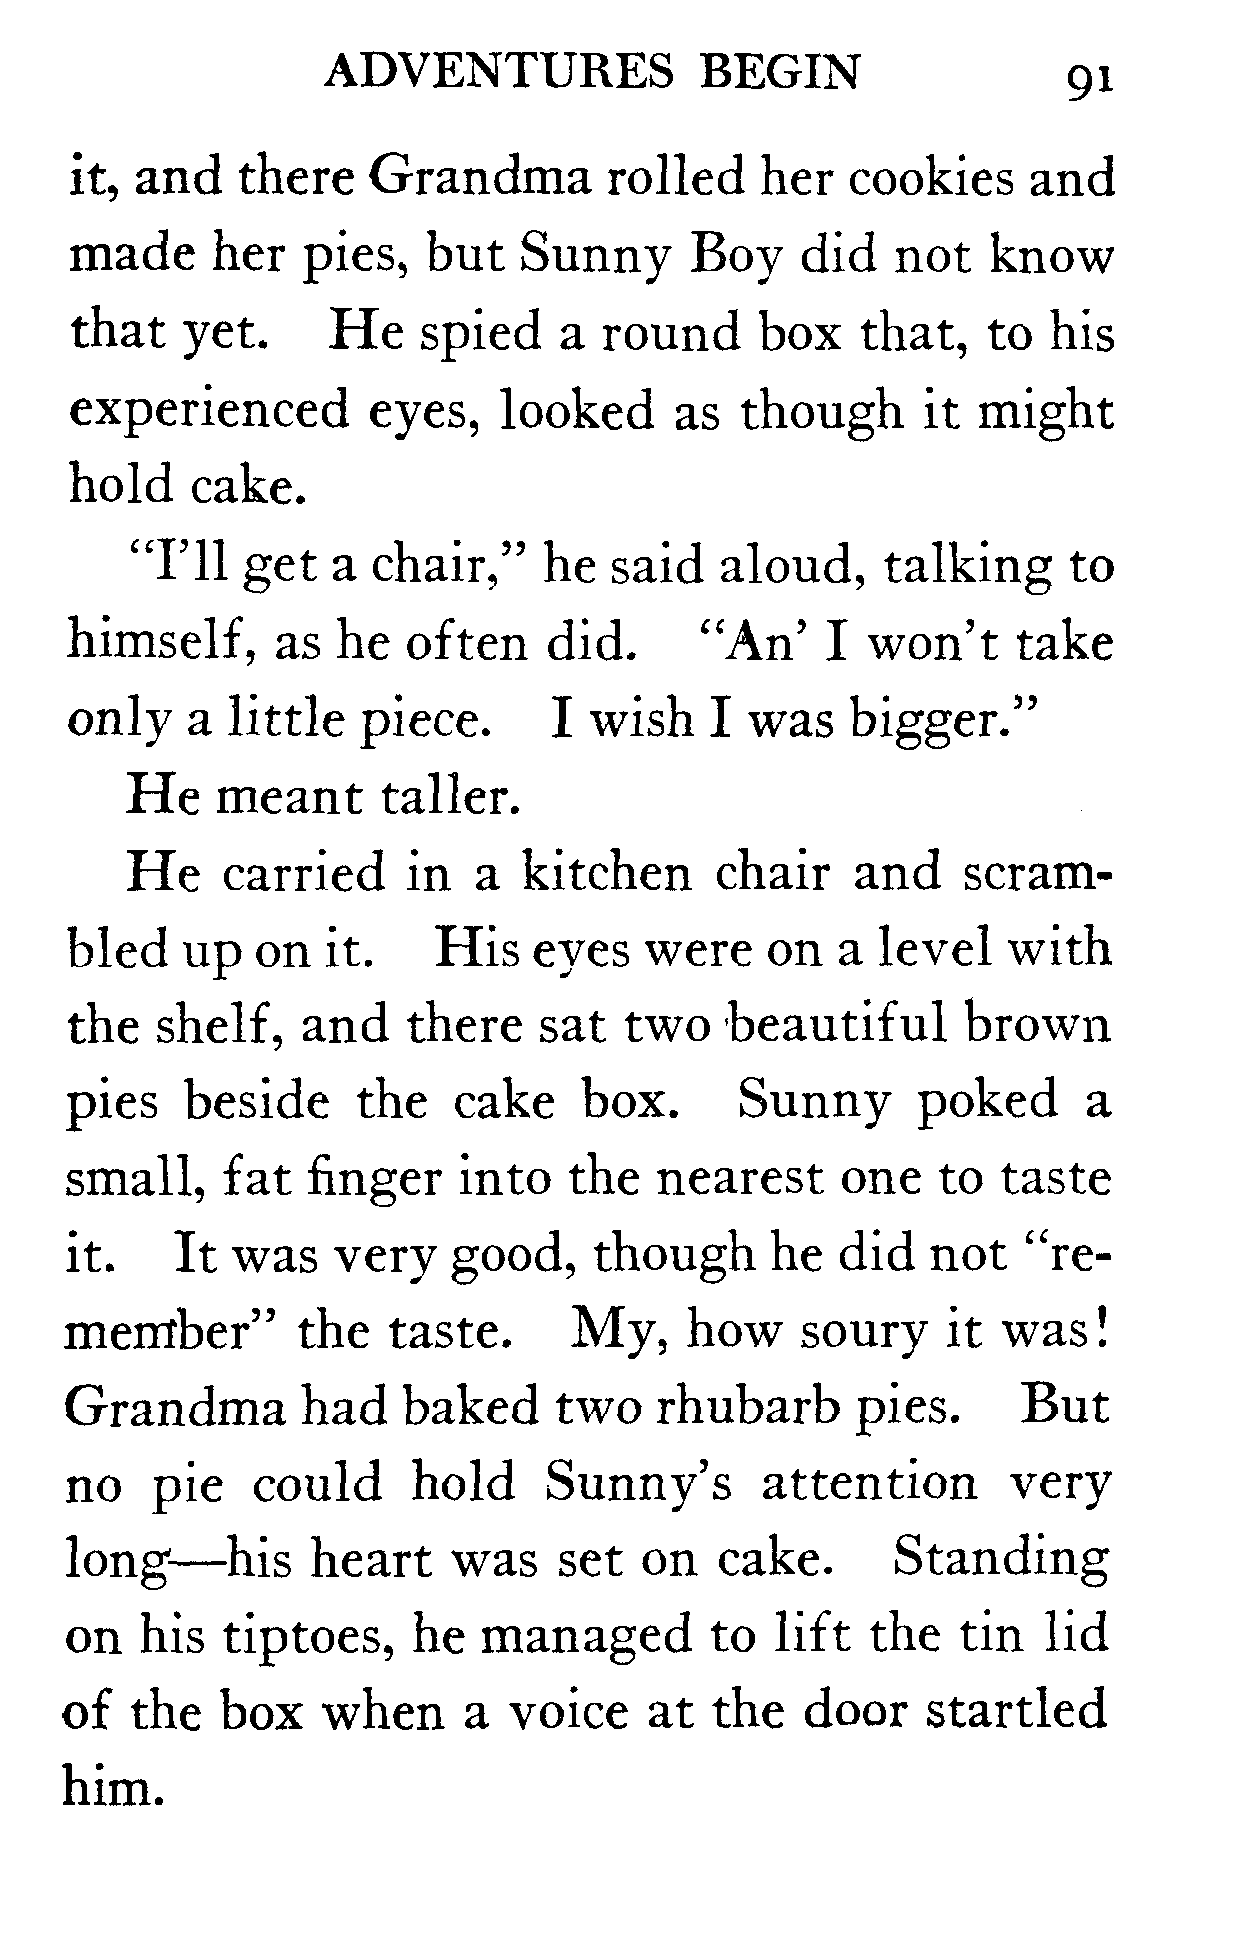 ADVENTURES BEGIN 91
it, and there Grandma rolled her cookies and
made her pies, but Sunny Boy did not know
that yet. He spied a round box that, to his
experienced eyes, looked as though it might
hold cake.
“I’ll get a chair,” he said aloud, talking to
himself, as he often did. “An’ I won’t take
only a little piece. I wish I was bigger.”
He meant taller.
He carried in a kitchen chair and scram-
bled up on it. His eyes were on a level with
the shelf, and there sat two beautiful brown
pies beside the cake box. Sunny poked a
small, fat finger into the nearest one to taste
it. It was very good, though he did not “re-
member” the taste. My, how soury it was!
Grandma had baked two rhubarb pies. But
no pie could hold Sunny’s attention very
long—his heart was set on cake. Standing
on his tiptoes, he managed to lift the tin lid
of the box when a voice at the door startled
him.